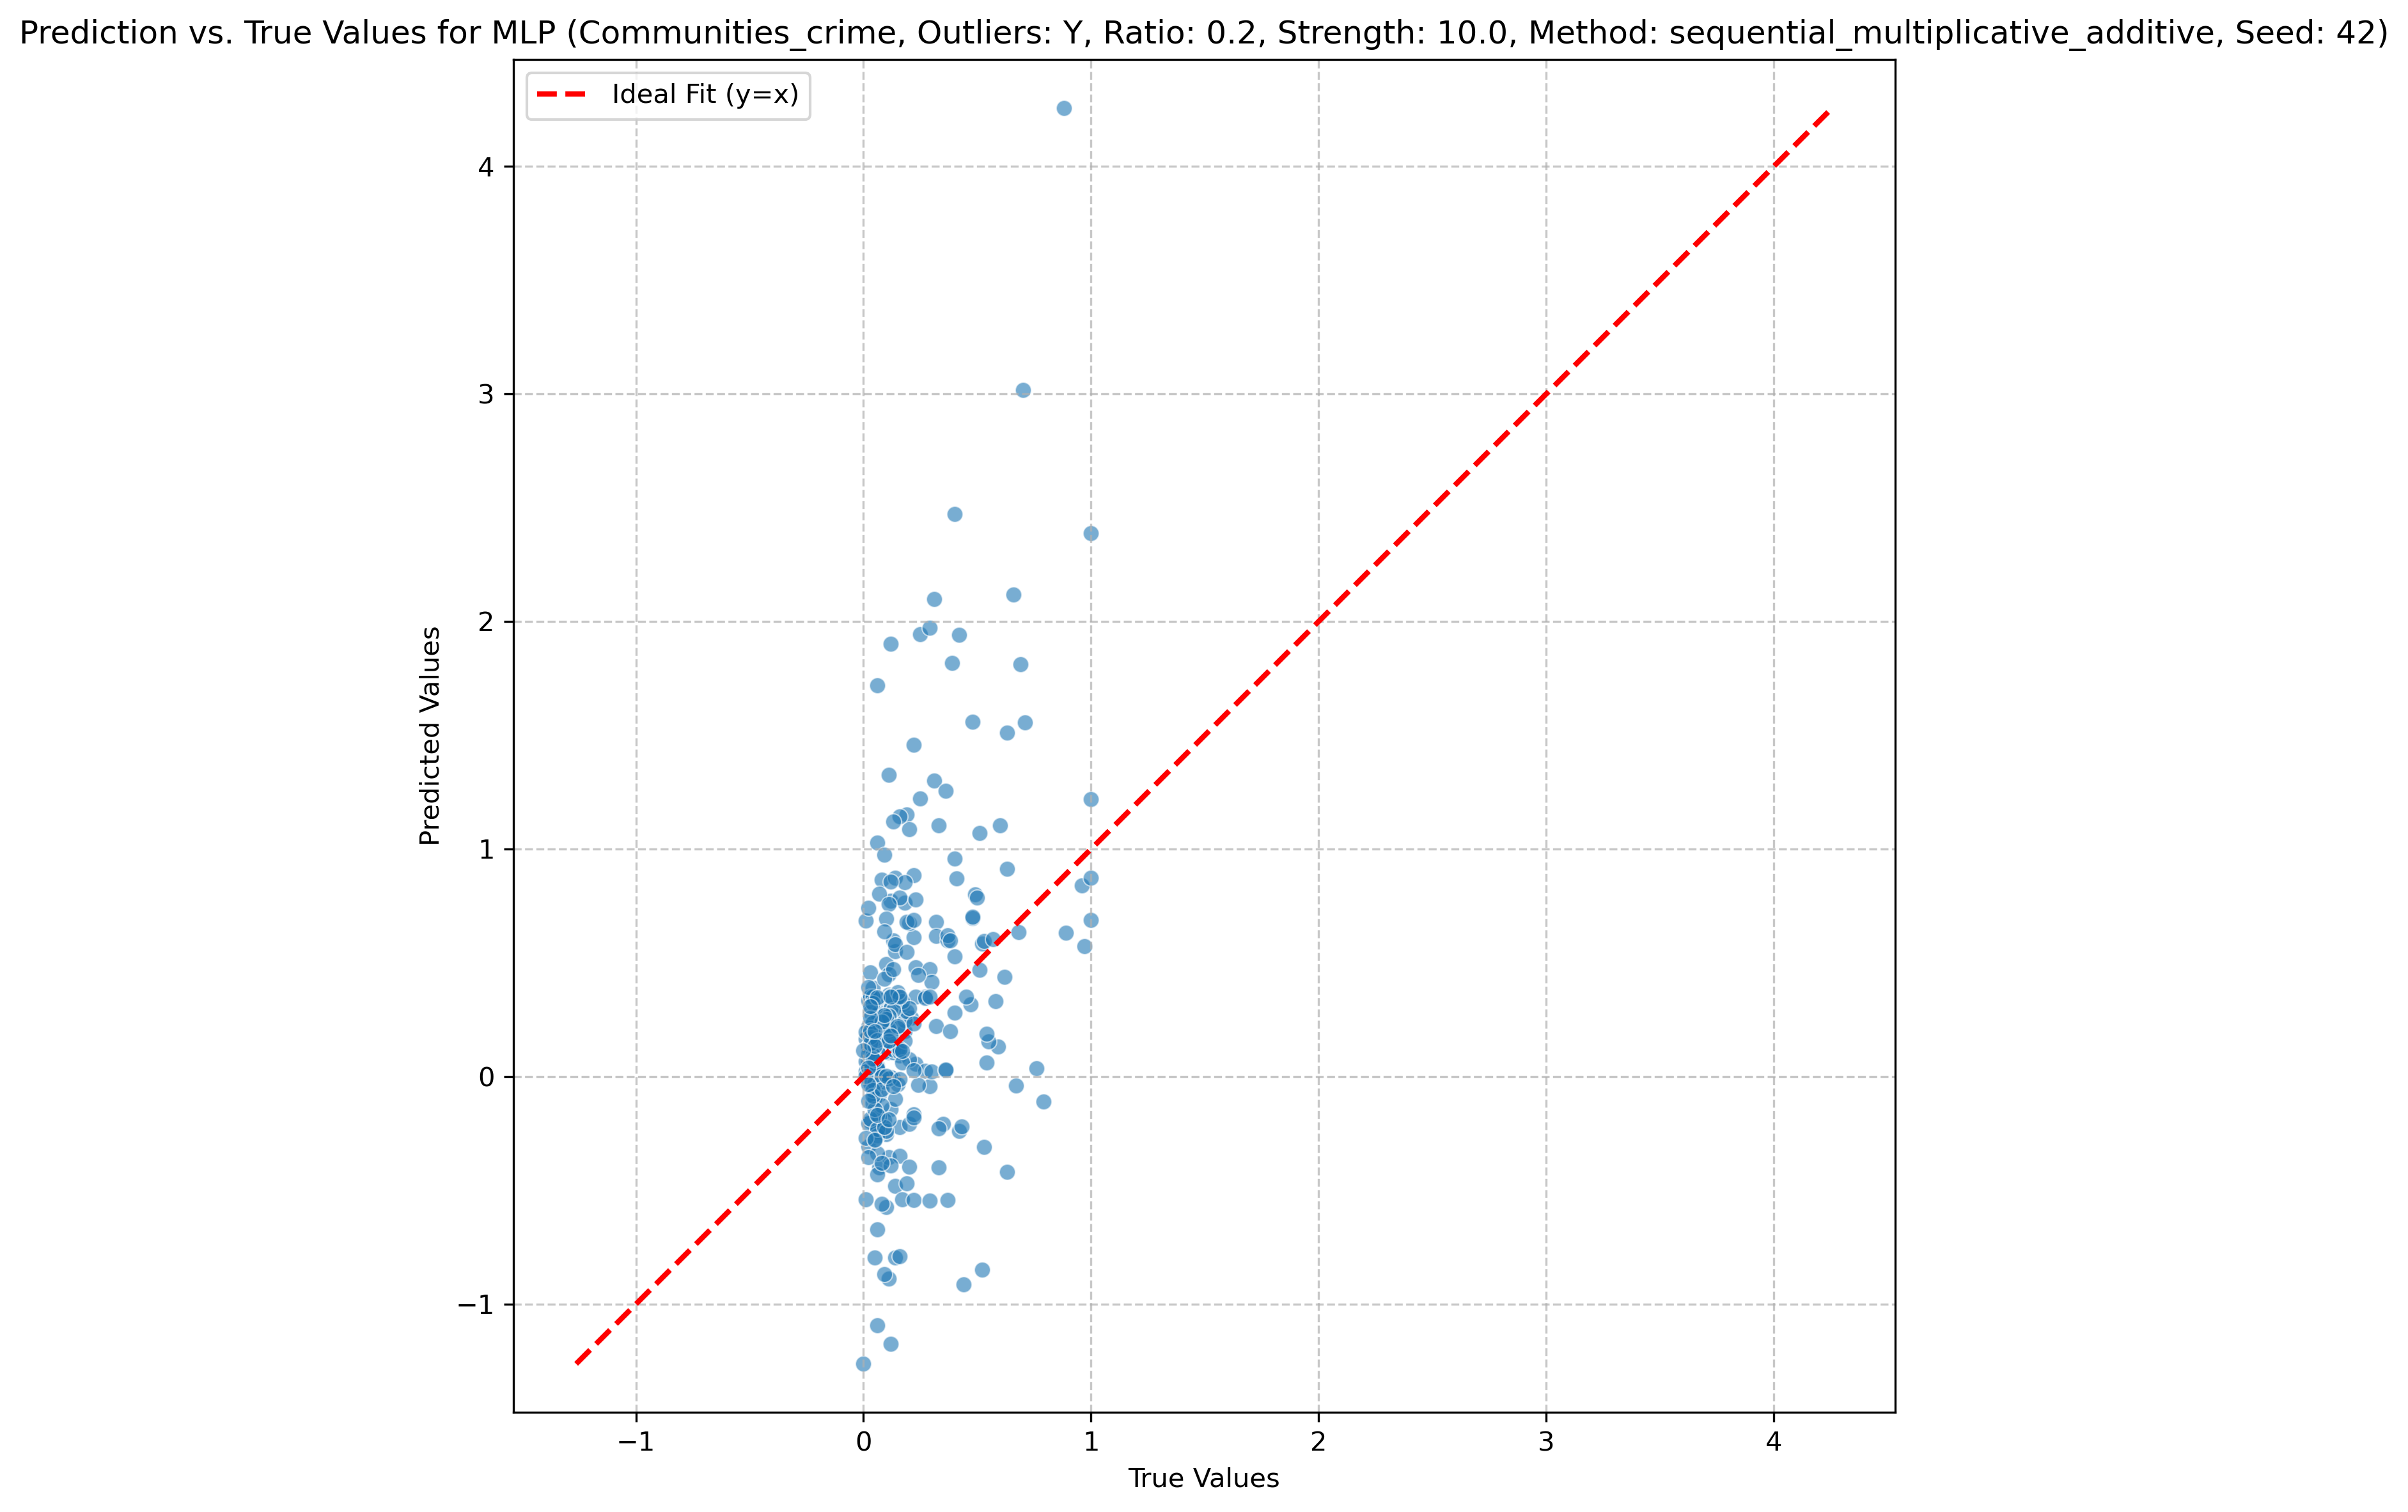 Prediction vs. True Values for MLP (Communities_crime, Outliers: Y, Ratio: 0.2, Strength: 10.0, Method: sequential_multiplicative_additive, Seed: 42)
Ideal Fit (y=x)
4
3
2
1
0
−1
Predicted Values
−1 0 1 2 3 4
True Values